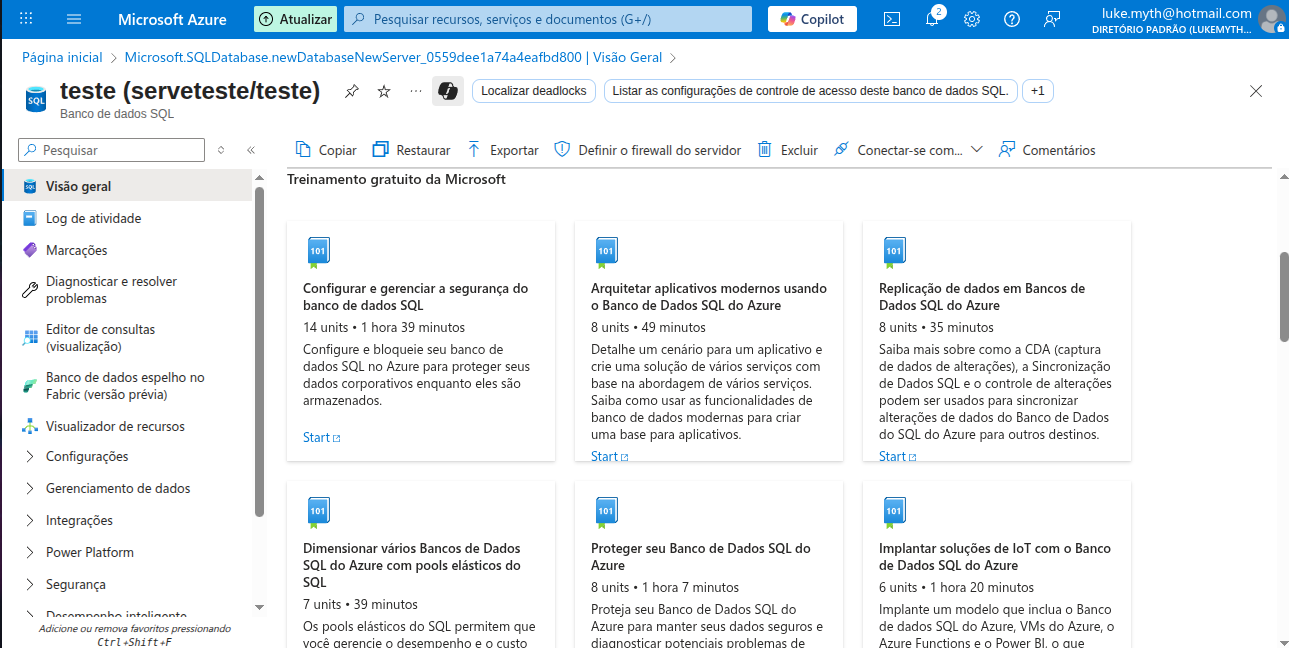 Microsoft Azure
Atualizar
Pesquisar recursos, serviços e documentos (G+/)
Copilot
2
luke.myth@hotmail.com
DIRETÓRIO PADRÃO (LUKEMYTH...
Página inicial
Microsoft.SQLDatabase.newDatabaseNewServer_0559dee1a74a4eafbd800 | Visão Geral
SQL
teste (serveteste/teste)
Banco de dados SQL
Localizar deadlocks
Listar as configurações de controle de acesso deste banco de dados SQL.
+1
Pesquisar
Copiar
Restaurar
Exportar
Definir o firewall do servidor
Excluir
Conectar-se com...
Comentários
Visão geral
Log de atividade
Marcações
Diagnosticar e resolver
problemas
Editor de consultas
(visualização)
Banco de dados espelho no
Fabric (versão prévia)
Visualizador de recursos
Configurações
Gerenciamento de dados
Integrações
Power Platform
Segurança
Desempenho inteligente
Adicione ou remova favoritos pressionando
Ctrl+Shift+F
Treinamento gratuito da Microsoft
101
Configurar e gerenciar a segurança do
banco de dados SQL
14 units • 1 hora 39 minutos
Configure e bloqueie seu banco de
dados SQL no Azure para proteger seus
dados corporativos enquanto eles são
armazenados.
Start
101
Arquitetar aplicativos modernos usando
o Banco de Dados SQL do Azure
8 units • 49 minutos
Detalhe um cenário para um aplicativo e
crie uma solução de vários serviços com
base na abordagem de vários serviços.
Saiba como usar as funcionalidades de
banco de dados modernas para criar
uma base para aplicativos.
Start
101
Replicação de dados em Bancos de
Dados SQL do Azure
8 units • 35 minutos
Saiba mais sobre como a CDA (captura
de dados de alterações), a Sincronização
de Dados SQL e o controle de alterações
podem ser usados para sincronizar
alterações de dados do Banco de Dados
do SQL do Azure para outros destinos.
Start
101
Dimensionar vários Bancos de Dados
SQL do Azure com pools elásticos do
SQL
7 units • 39 minutos
Os pools elásticos do SQL permitem que
você gerencie o desempenho e o custo
101
Proteger seu Banco de Dados SQL do
Azure
8 units • 1 hora 7 minutos
Proteja seu Banco de Dados SQL do
Azure para manter seus dados seguros e
diagnosticar potenciais problemas de
101
Implantar soluções de IoT com o Banco
de Dados SQL do Azure
6 units • 1 hora 20 minutos
Implante um modelo que inclua o Banco
de dados SQL do Azure, VMs do Azure, o
Azure Functions e o Power BI, o que